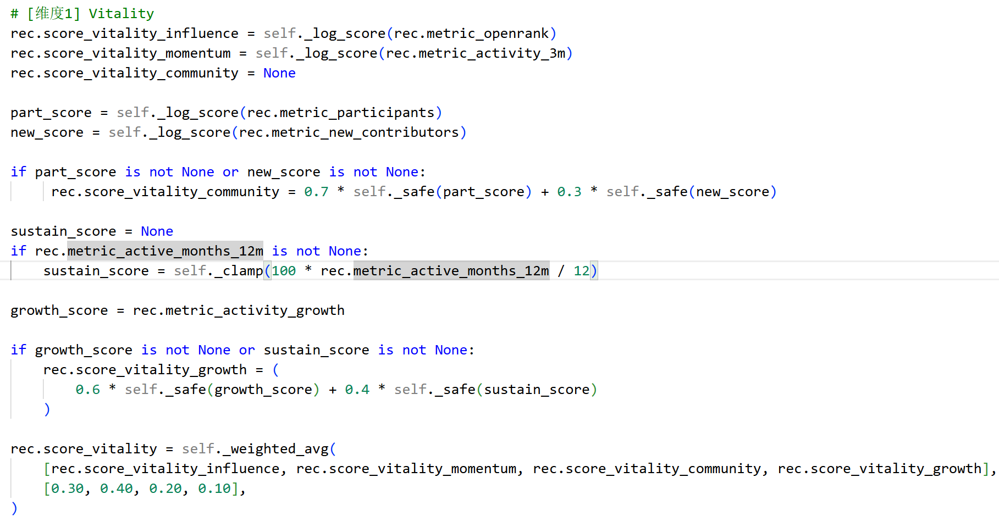 # [维度1] Vitality
rec.score_vitality_influence = self._log_score(rec.metric_openrank)
rec.score_vitality_momentum = self._log_score(rec.metric_activity_3m)
rec.score_vitality_community = None

part_score = self._log_score(rec.metric_participants)
new_score = self._log_score(rec.metric_new_contributors)

if part_score is not None or new_score is not None:
     rec.score_vitality_community = 0.7 * self._safe(part_score) + 0.3 * self._safe(new_score)

sustain_score = None
if rec.metric_active_months_12m is not None:
    sustain_score = self._clamp(100 * rec.metric_active_months_12m / 12)

growth_score = rec.metric_activity_growth

if growth_score is not None or sustain_score is not None:
    rec.score_vitality_growth = (
        0.6 * self._safe(growth_score) + 0.4 * self._safe(sustain_score)
    )

rec.score_vitality = self._weighted_avg(
    [rec.score_vitality_influence, rec.score_vitality_momentum, rec.score_vitality_community, rec.score_vitality_growth],
    [0.30, 0.40, 0.20, 0.10],
)